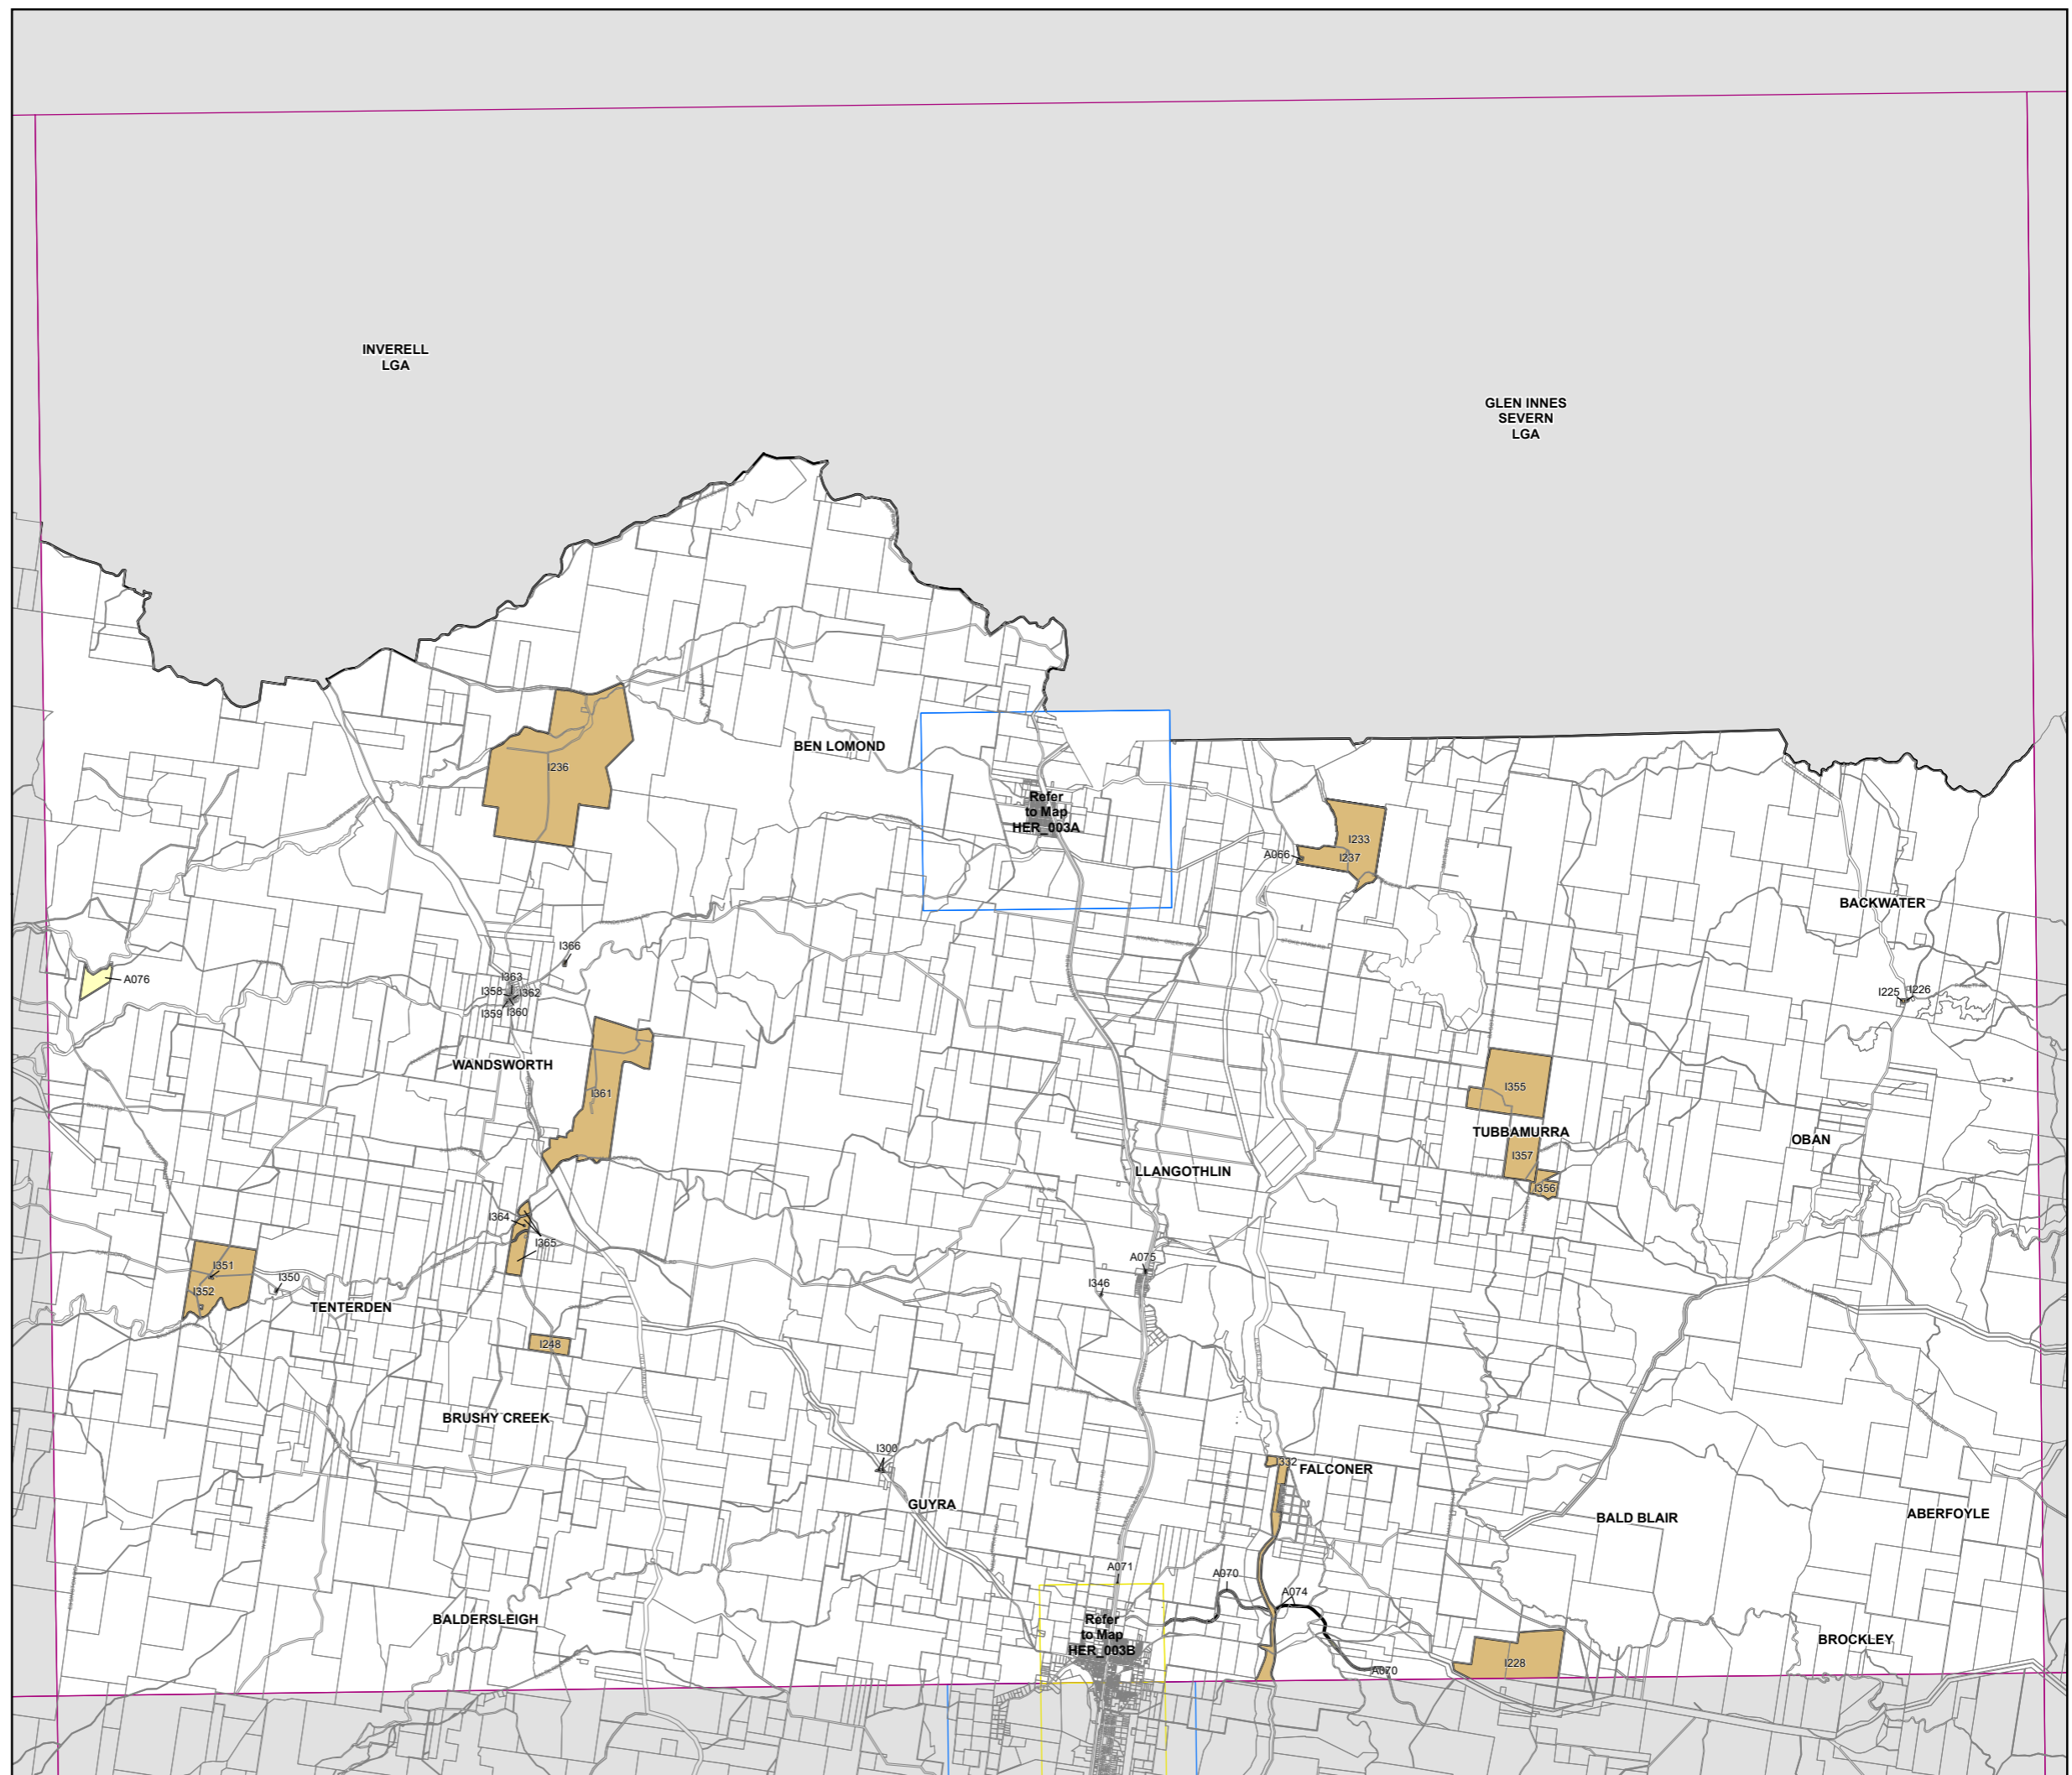 INVERELL
LGA
GLEN INNES
SEVERN
LGA
BEN LOMOND
I236
Refer
to Map
HER_003A
I233
A066
I237
BACKWATER
I366
I363
A076
I358
I362
I225
I226
I359
I360
WANDSWORTH
I361
I355
TUBBAMURRA
OBAN
I357
LLANGOTHLIN
I356
I364
I365
A075
I351
I350
I346
I352
TENTERDEN
I248
BRUSHY CREEK
I300
I332
FALCONER
GUYRA
BALD BLAIR
ABERFOYLE
A071
A070
A074
BALDERSLEIGH
Refer
to Map
HER_003B
BROCKLEY
I228
A070